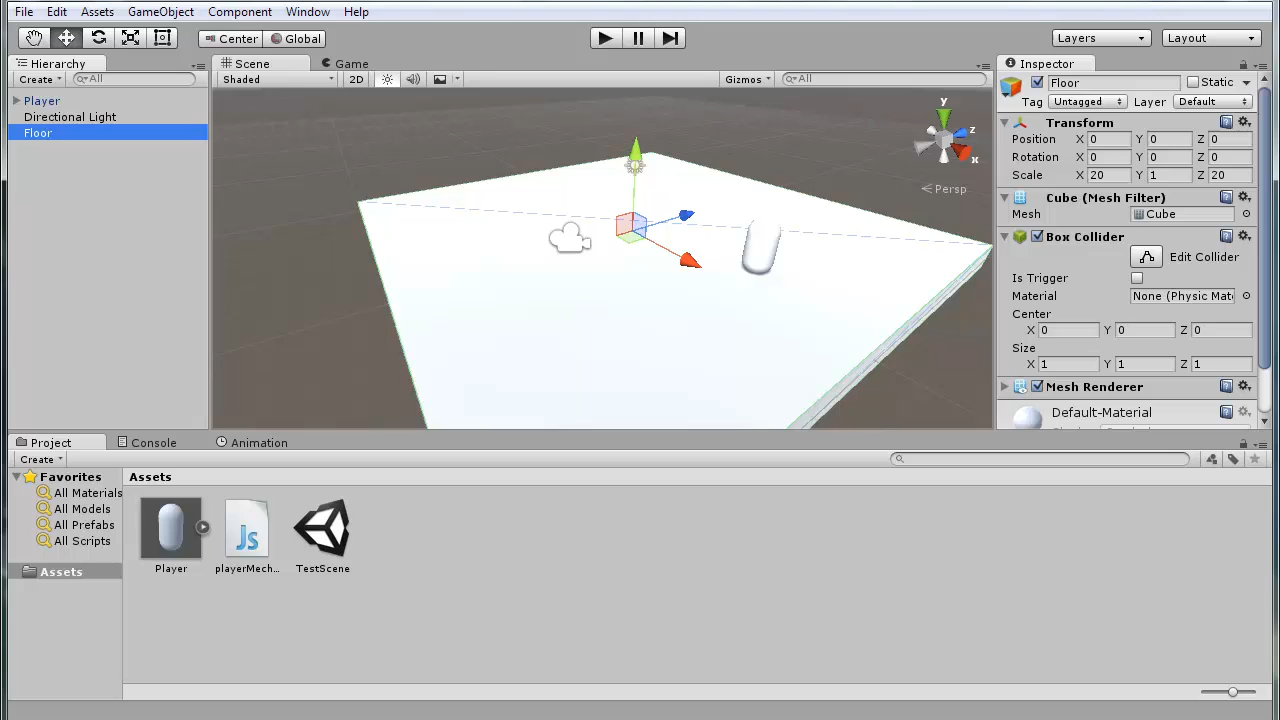 File Edit Assets GameObject Component Window Help
Center Global Layers Layout
Hierarchy Scene Game Inspector
Create All Shaded 2D Gizmos All Floor Static
Player Tag Untagged Layer Default
Directional Light
Floor
y
z
x
Persp
Transform
Position X 0 Y 0 Z 0
Rotation X 0 Y 0 Z 0
Scale X 20 Y 1 Z 20
Cube (Mesh Filter)
Mesh Cube
Box Collider
Edit Collider
Is Trigger
Material None (Physic Mat
Center
X 0 Y 0 Z 0
Size
X 1 Y 1 Z 1
Mesh Renderer
Default-Material
Project Console Animation
Create
Favorites Assets
All Materials
All Models
All Prefabs
All Scripts
Assets
Js
Player playerMech... TestScene